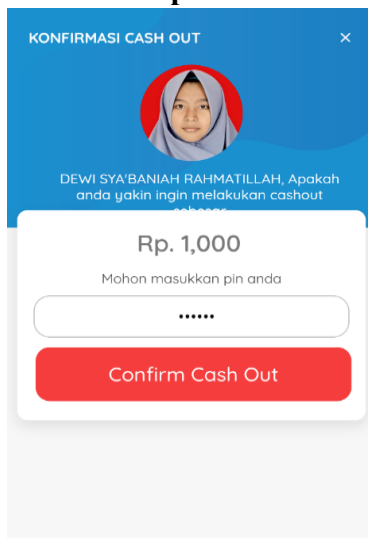 KONFIRMASI CASH OUT ×
DEWI SYA'BANIAH RAHMATILLAH, Apakah
anda yakin ingin melakukan cashout
Rp. 1,000
Mohon masukkan pin anda
••••••
Confirm Cash Out